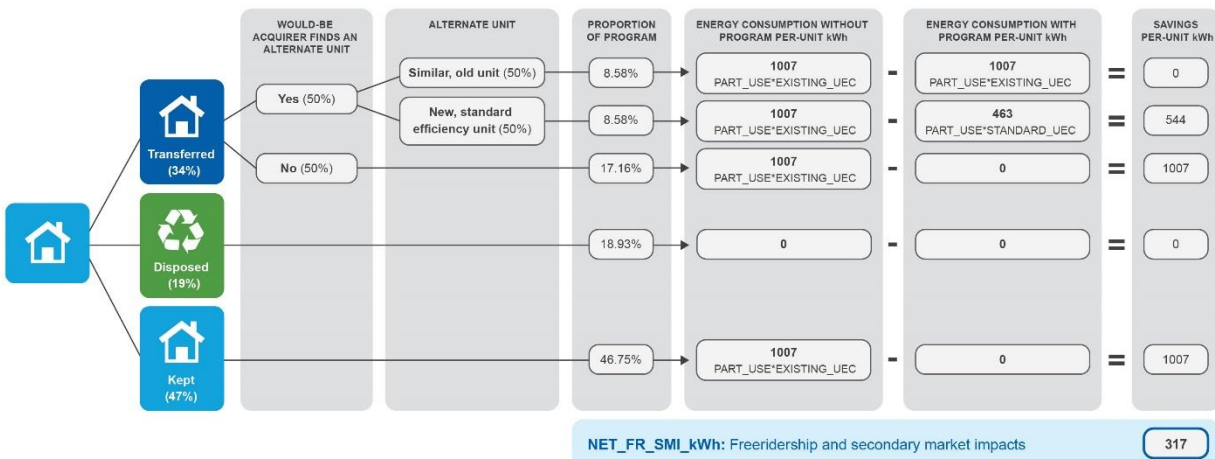 WOULD-BE
ACQUIRER FINDS AN
ALTERNATE UNIT
ALTERNATE UNIT
PROPORTION
OF PROGRAM
ENERGY CONSUMPTION WITHOUT
PROGRAM PER-UNIT kWh
ENERGY CONSUMPTION WITH
PROGRAM PER-UNIT kWh
SAVINGS
PER-UNIT kWh
Transferred
(34%)
Yes (50%)
Similar, old unit (50%)
8.58%
1007
PART_USE*EXISTING_UEC
-
1007
PART_USE*EXISTING_UEC
=
0
New, standard
efficiency unit (50%)
8.58%
1007
PART_USE*EXISTING_UEC
-
463
PART_USE*STANDARD_UEC
=
544
No (50%)
17.16%
1007
PART_USE*EXISTING_UEC
-
0
=
1007
Disposed
(19%)
18.93%
0
-
0
=
0
Kept
(47%)
46.75%
1007
PART_USE*EXISTING_UEC
-
0
=
1007
NET_FR_SMI_kWh: Freeridership and secondary market impacts
317